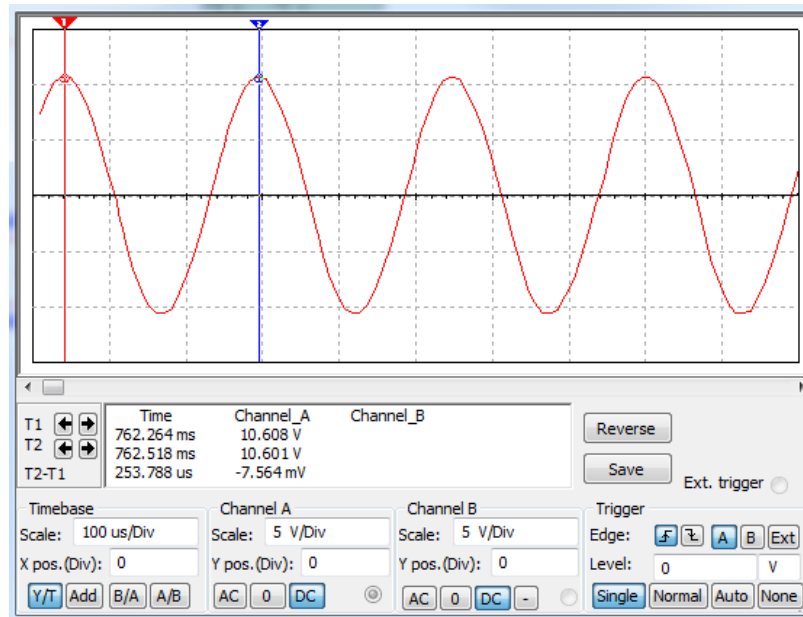 1 2
T1 Time Channel_A Channel_B
762.264 ms 10.608 V
T2 762.518 ms 10.601 V
T2-T1 253.788 us -7.564 mV
Reverse
Save
Ext. trigger
Timebase Channel A Channel B Trigger
Scale: 100 us/Div Scale: 5 V/Div Scale: 5 V/Div Edge: A B Ext
X pos.(Div): 0 Y pos.(Div): 0 Y pos.(Div): 0 Level: 0 V
Y/T Add B/A A/B AC 0 DC AC 0 DC - Single Normal Auto None